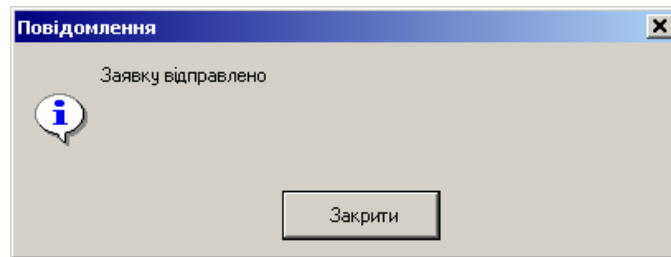 Повідомлення
Заявку відправлено
Закрити